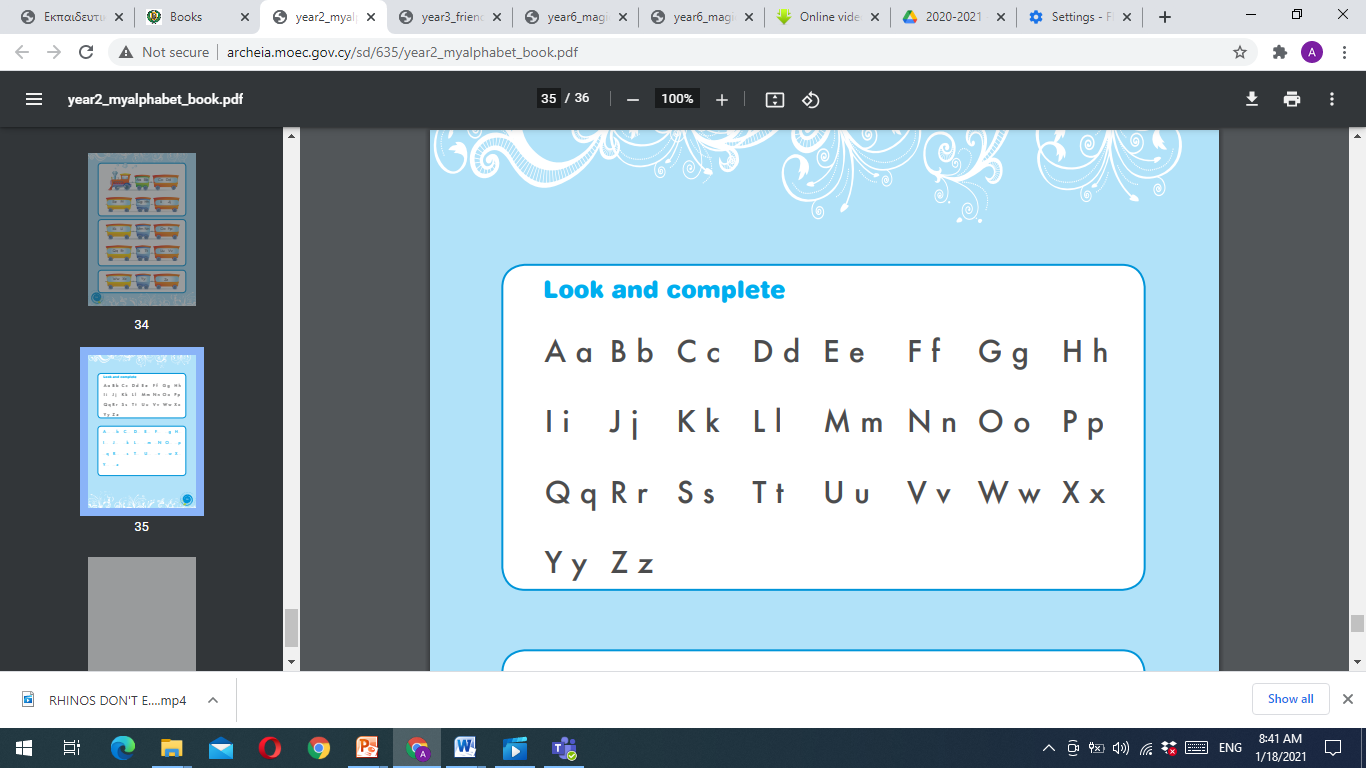 Εκπαιδευτι
Books
year2_myal
year3_frien
year6_magi
year6_magi
Online vide
2020-2021
Settings - F
Not secure | archeia.moec.gov.cy/sd/635/year2_myalphabet_book.pdf
A
year2_myalphabet_book.pdf
35 / 36
100%
34
35
Look and complete
A a B b C c D d E e F f G g H h
I i J j K k L l M m N n O o P p
Q q R r S s T t U u V v W w X x
Y y Z z
RHINOS DON'T E....mp4
Show all
ENG
8:41 AM
1/18/2021